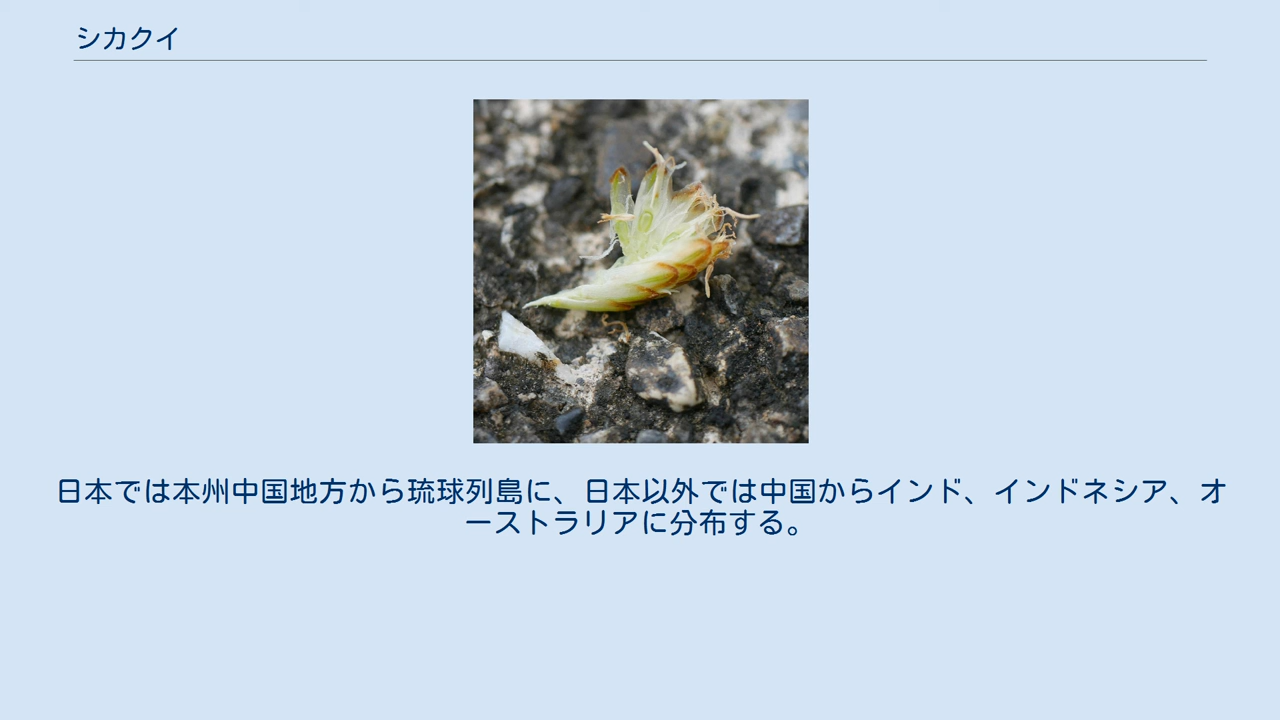 シカクイ
日本では本州中国地方から琉球列島に、日本以外では中国からインド、インドネシア、オ
ーストラリアに分布する。